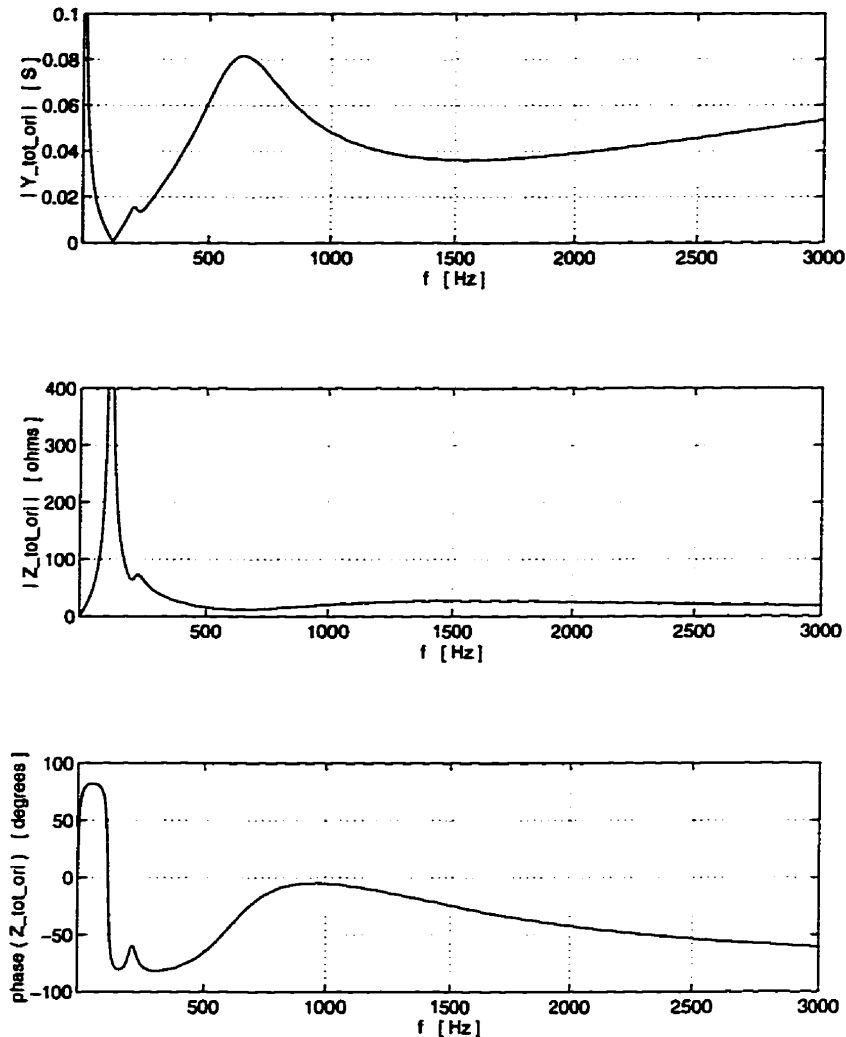 0.1
0.08
0.06
0.04
0.02
0
| Y_tot_ori | [ S ]
500 1000 1500 2000 2500 3000
f [ Hz ]
400
300
200
100
0
| Z_tot_ori | [ ohms ]
500 1000 1500 2000 2500 3000
f [ Hz ]
100
50
0
-50
-100
phase ( Z_tot_ori ) [ degrees ]
500 1000 1500 2000 2500 3000
f [ Hz ]